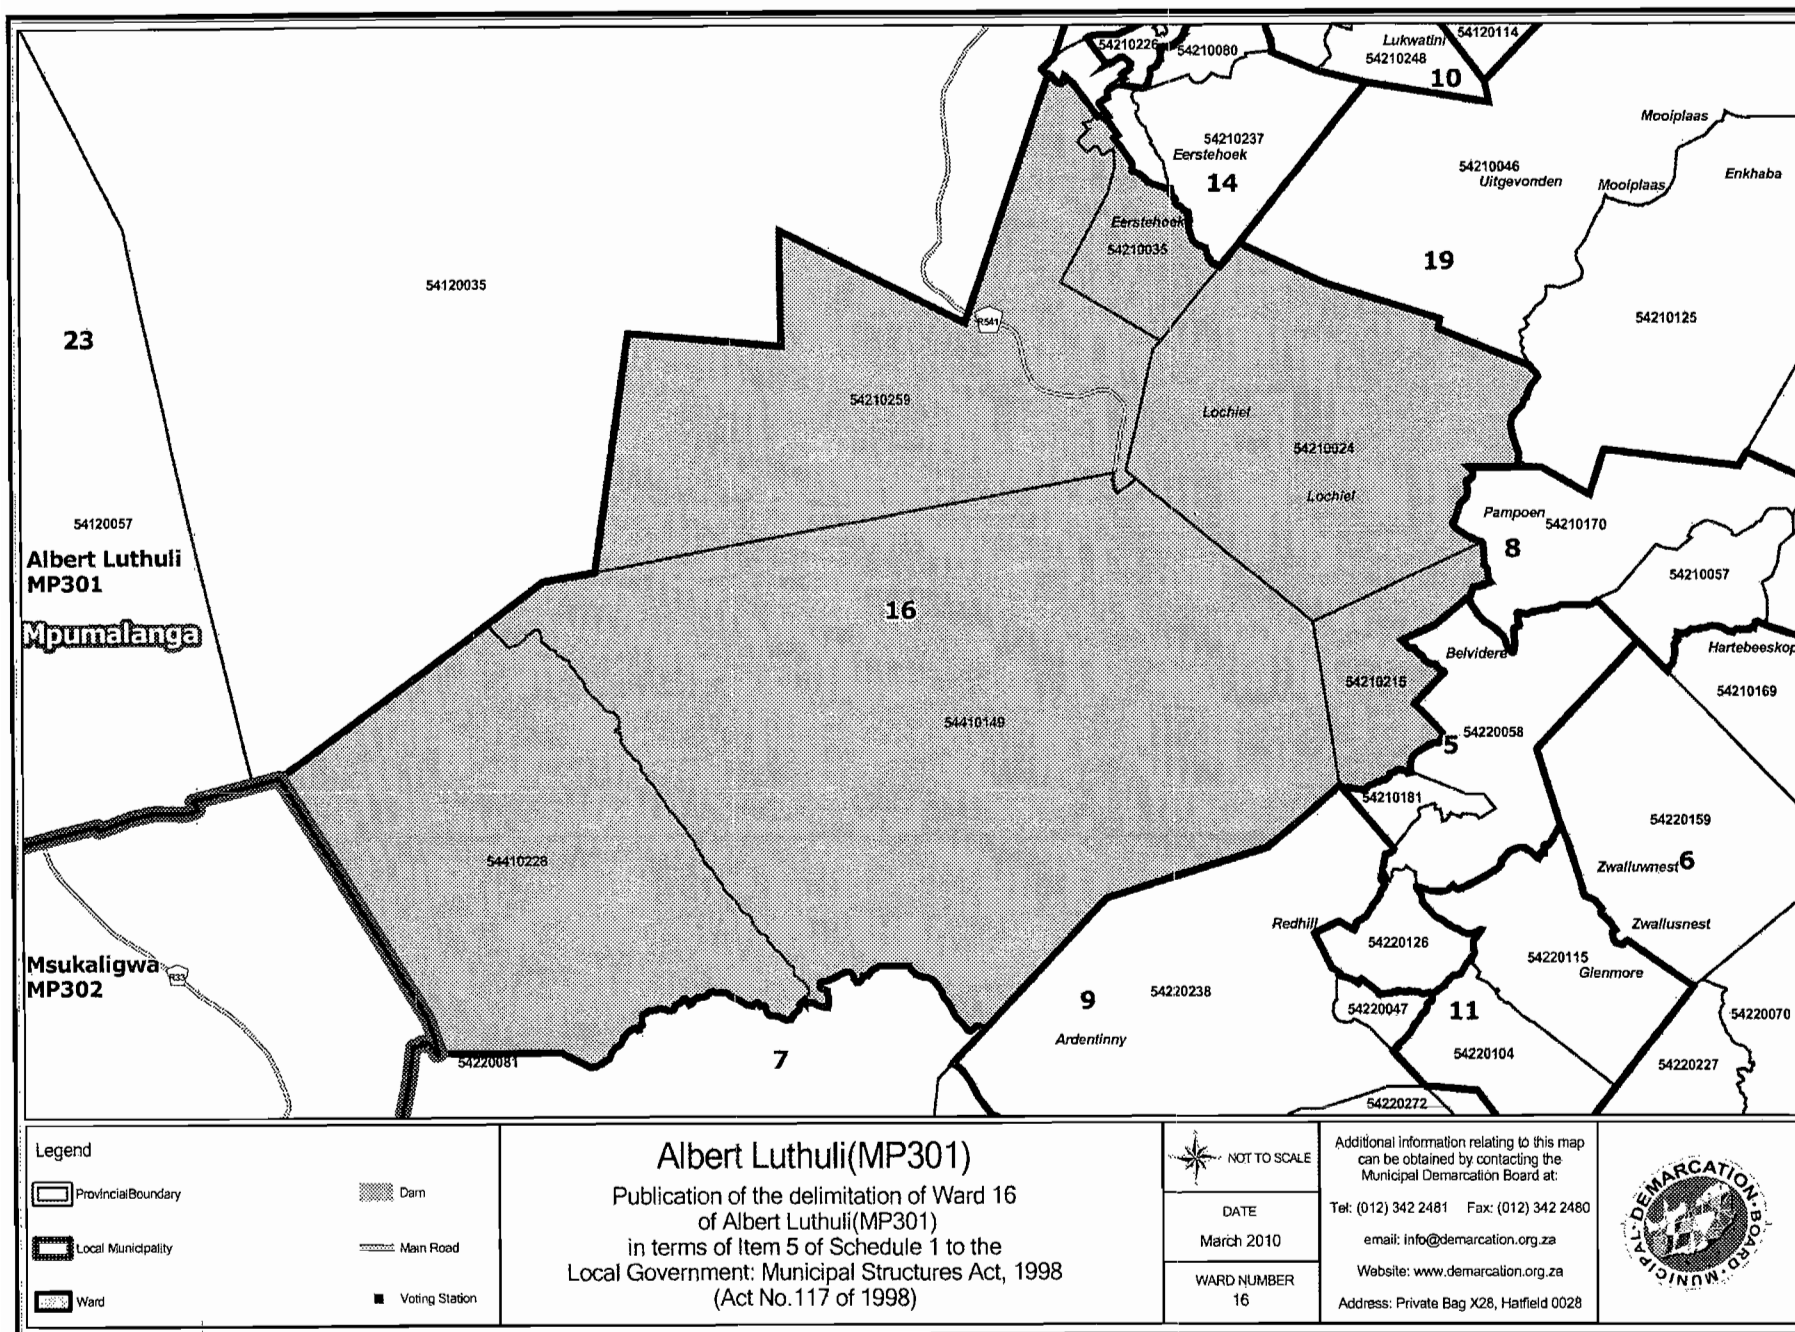 54210226
54210080
Lukwatini
54210248
54120114
10
Mooiplaas
54210237
Eerstehoek
14
54210046
Uitgevonden
Mooiplaas
Enkhaba
Eerstehoek
54210035
19
54120035
23
R541
54210125
54210259
Lochiel
54210024
Lochiel
Pampoen
54210170
8
54210057
54120057
Albert Luthuli
MP301
Mpumalanga
16
Belvidere
Hartebeeskop
54210169
54210215
54410149
54220058
5
54210181
54220159
54410228
Zwalluwnest
6
Redhill
Zwallusnest
54220126
54220115
Glenmore
Msukaligwa
MP302
R33
9
54220238
54220047
11
54220070
Ardentinny
54220104
54220227
54220081
7
54220272
Legend
ProvincialBoundary
Dam
Local Municipality
Main Road
Ward
Voting Station
Albert Luthuli(MP301)
Publication of the delimitation of Ward 16
of Albert Luthuli(MP301)
in terms of Item 5 of Schedule 1 to the
Local Government: Municipal Structures Act, 1998
(Act No.117 of 1998)
NOT TO SCALE
DATE
March 2010
WARD NUMBER
16
Additional information relating to this map
can be obtained by contacting the
Municipal Demarcation Board at:
Tel: (012) 342 2481 Fax: (012) 342 2480
email: info@demarcation.org.za
Website: www.demarcation.org.za
Address: Private Bag X28, Hatfield 0028
MUNICIPAL DEMARCATION BOARD